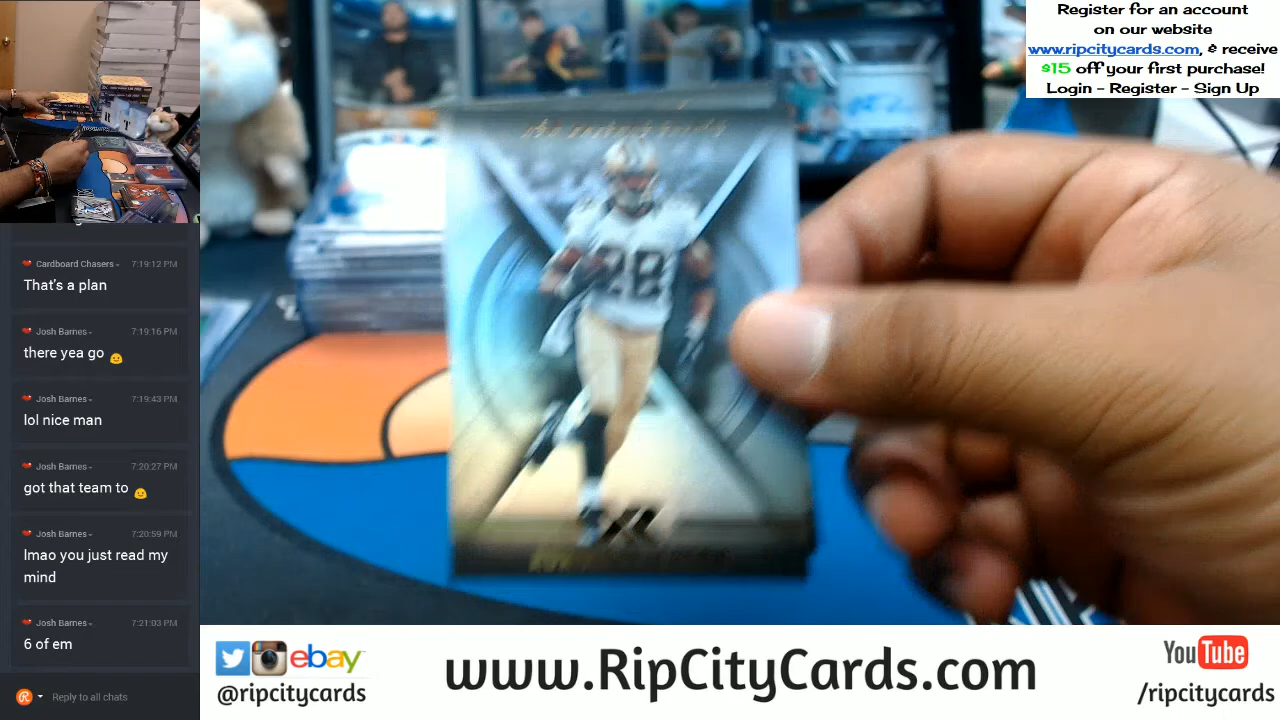 Register for an account
on our website
www.ripcitycards.com, & receive
$15 off your first purchase!
Login - Register - Sign Up
Cardboard Chasers
7:19:12 PM
That's a plan
Josh Barnes
7:19:16 PM
there yea go
Josh Barnes
7:19:43 PM
lol nice man
Josh Barnes
7:20:27 PM
got that team to
Josh Barnes
7:20:59 PM
lmao you just read my
mind
Josh Barnes
7:21:03 PM
6 of em
Reply to all chats
28
XR
ebay
@ripcitycards
www.RipCityCards.com
YouTube
/ripcitycards